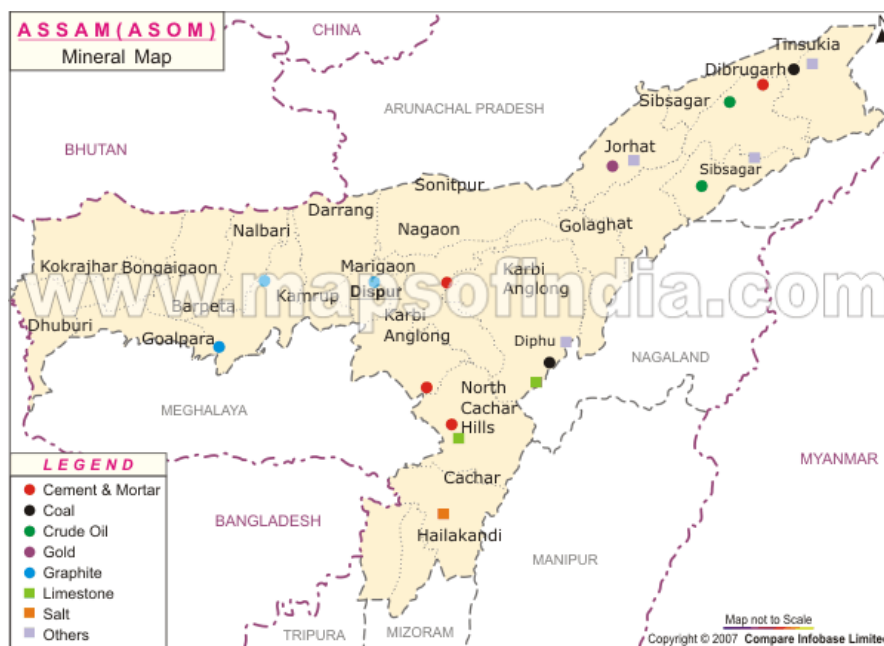 ASSAM (ASOM)
Mineral Map
CHINA
N
Tinsukia
Dibrugarh
Sibsagar
ARUNACHAL PRADESH
BHUTAN
Jorhat
Sibsagar
Sonitpur
Darrang
Golaghat
Nalbari
Nagaon
Kokrajhar
Bongaigaon
Marigaon
Karbi
Anglong
www.mapsofindia.com
Dispur
Barpeta
Kamrup
Dhuburi
Goalpara
Karbi
Anglong
Diphu
NAGALAND
MEGHALAYA
North
Cachar
Hills
MYANMAR
LEGEND
Cement & Mortar
Coal
Crude Oil
Gold
Graphite
Limestone
Salt
Others
Cachar
BANGLADESH
Hailakandi
MANIPUR
TRIPURA
MIZORAM
Map not to Scale
Copyright © 2007 Compare Infobase Limite